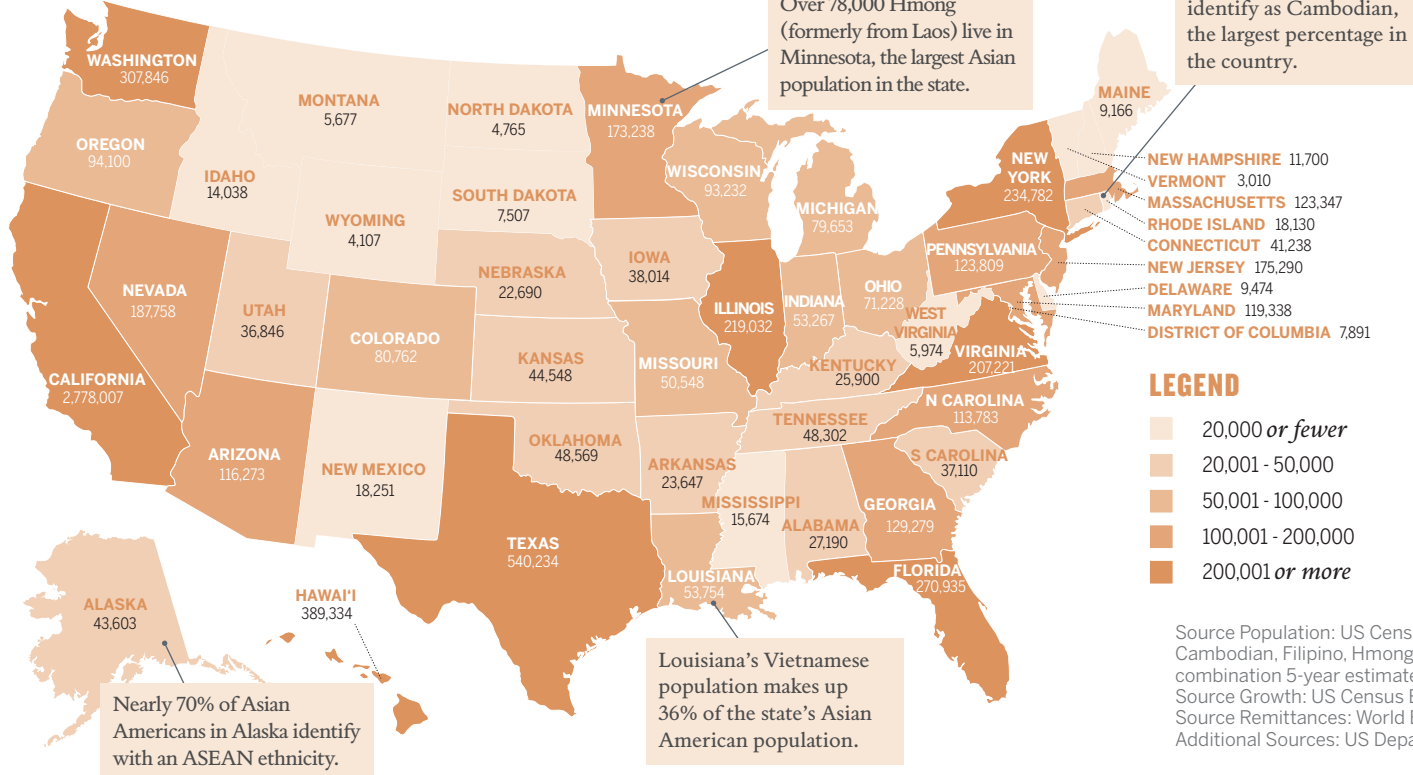 Over 78,000 Hmong
(formerly from Laos) live in
Minnesota, the largest Asian
population in the state.
identify as Cambodian,
the largest percentage in
the country.
WASHINGTON
307,846
MONTANA
5,677
NORTH DAKOTA
4,765
MINNESOTA
173,238
MAINE
9,166
OREGON
94,100
IDAHO
14,038
WYOMING
4,107
SOUTH DAKOTA
7,507
WISCONSIN
93,232
MICHIGAN
79,653
NEW
YORK
234,782
NEW HAMPSHIRE 11,700
VERMONT 3,010
MASSACHUSETTS 123,347
RHODE ISLAND 18,130
CONNECTICUT 41,238
NEW JERSEY 175,290
DELAWARE 9,474
MARYLAND 119,338
DISTRICT OF COLUMBIA 7,891
NEVADA
187,758
UTAH
36,846
COLORADO
80,762
NEBRASKA
22,690
IOWA
38,014
KANSAS
44,548
MISSOURI
50,548
ILLINOIS
219,032
INDIANA
53,267
OHIO
71,228
PENNSYLVANIA
123,809
WEST
VIRGINIA
5,974
VIRGINIA
207,221
KENTUCKY
25,900
CALIFORNIA
2,778,007
ARIZONA
116,273
NEW MEXICO
18,251
OKLAHOMA
48,569
ARKANSAS
23,647
TENNESSEE
48,302
N CAROLINA
113,783
S CAROLINA
37,110
MISSISSIPPI
15,674
ALABAMA
27,190
GEORGIA
129,279
TEXAS
540,234
LOUISIANA
53,754
FLORIDA
270,935
ALASKA
43,603
HAWAI‘I
389,334
LEGEND
20,000 or fewer
20,001 - 50,000
50,001 - 100,000
100,001 - 200,000
200,001 or more
Nearly 70% of Asian
Americans in Alaska identify
with an ASEAN ethnicity.
Louisiana’s Vietnamese
population makes up
36% of the state’s Asian
American population.
Source Population: US
Cambodian, Filipino, Hmong
combination 5-year
Source Growth: US Census
Source Remittances: World
Additional Sources: US